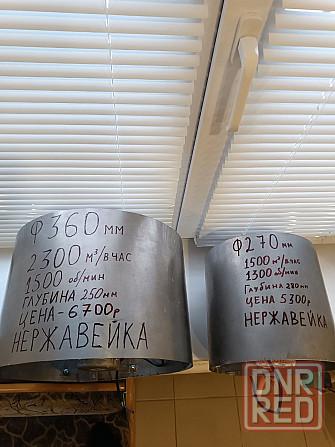 Ф360 мм
2300 м³/в час
1500 об/мин
глубина 250мм
цена-6700р
нержавейка
Ф270 мм
1500 м³/в час
1300 об/мин
глубина 280мм
цена 5300р
нержавейка
DNR
RED